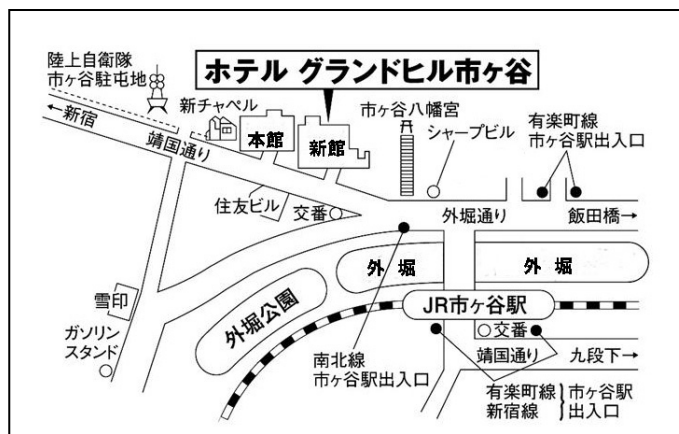 陸上自衛隊
市ヶ谷駐屯地
ホテル グランドヒル市ヶ谷
新チャペル
本館
新館
市ヶ谷八幡宮
シャープビル
有楽町線
市ヶ谷駅出入口
←新宿
靖国通り
住友ビル
交番
外堀通り
飯田橋→
外 堀
外 堀
外堀公園
JR市ヶ谷駅
雪印
ガソリン
スタンド
南北線
市ヶ谷駅出入口
交番
靖国通り
九段下→
有楽町線
新宿線
市ヶ谷駅
出入口